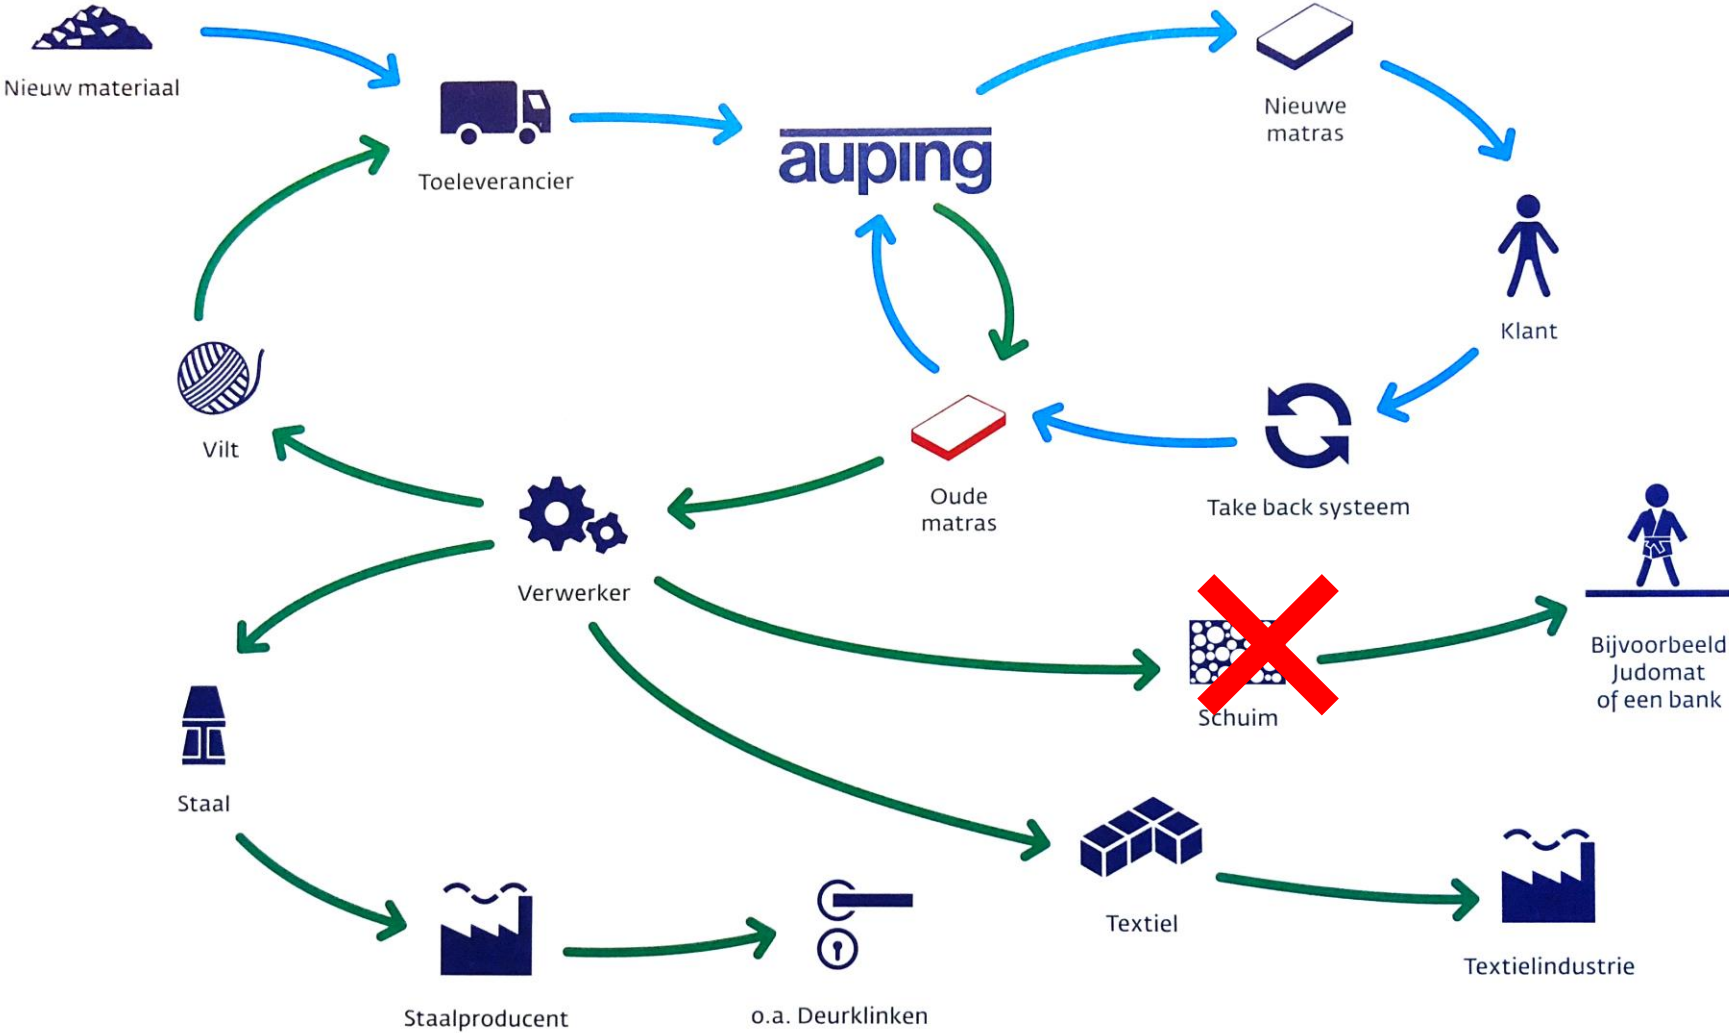 Nieuw materiaal
Toeleverancier
auping
Nieuwe
matras
Klant
Take back systeem
Oude
matras
Vilt
Verwerker
Schuim
Bijvoorbeeld
Judomat
of een bank
Staal
Staalproducent
o.a. Deurklinken
Textiel
Textielindustrie